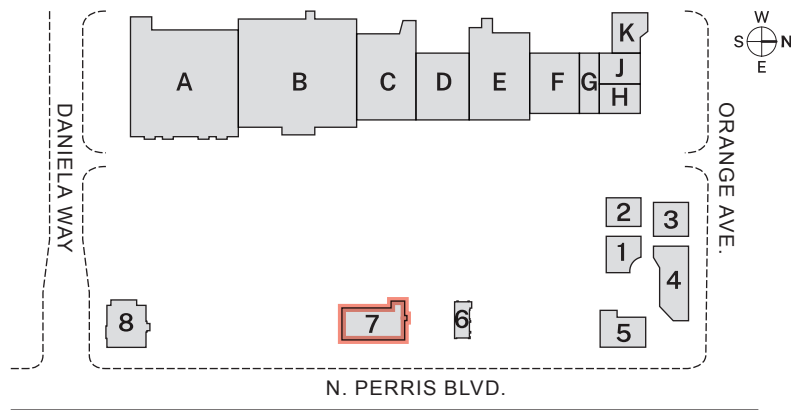 W
S N
E
K
A B C D E F G J
H
DANIELA WAY
ORANGE AVE.
2 3
1
4
8 7 6 5
N. PERRIS BLVD.